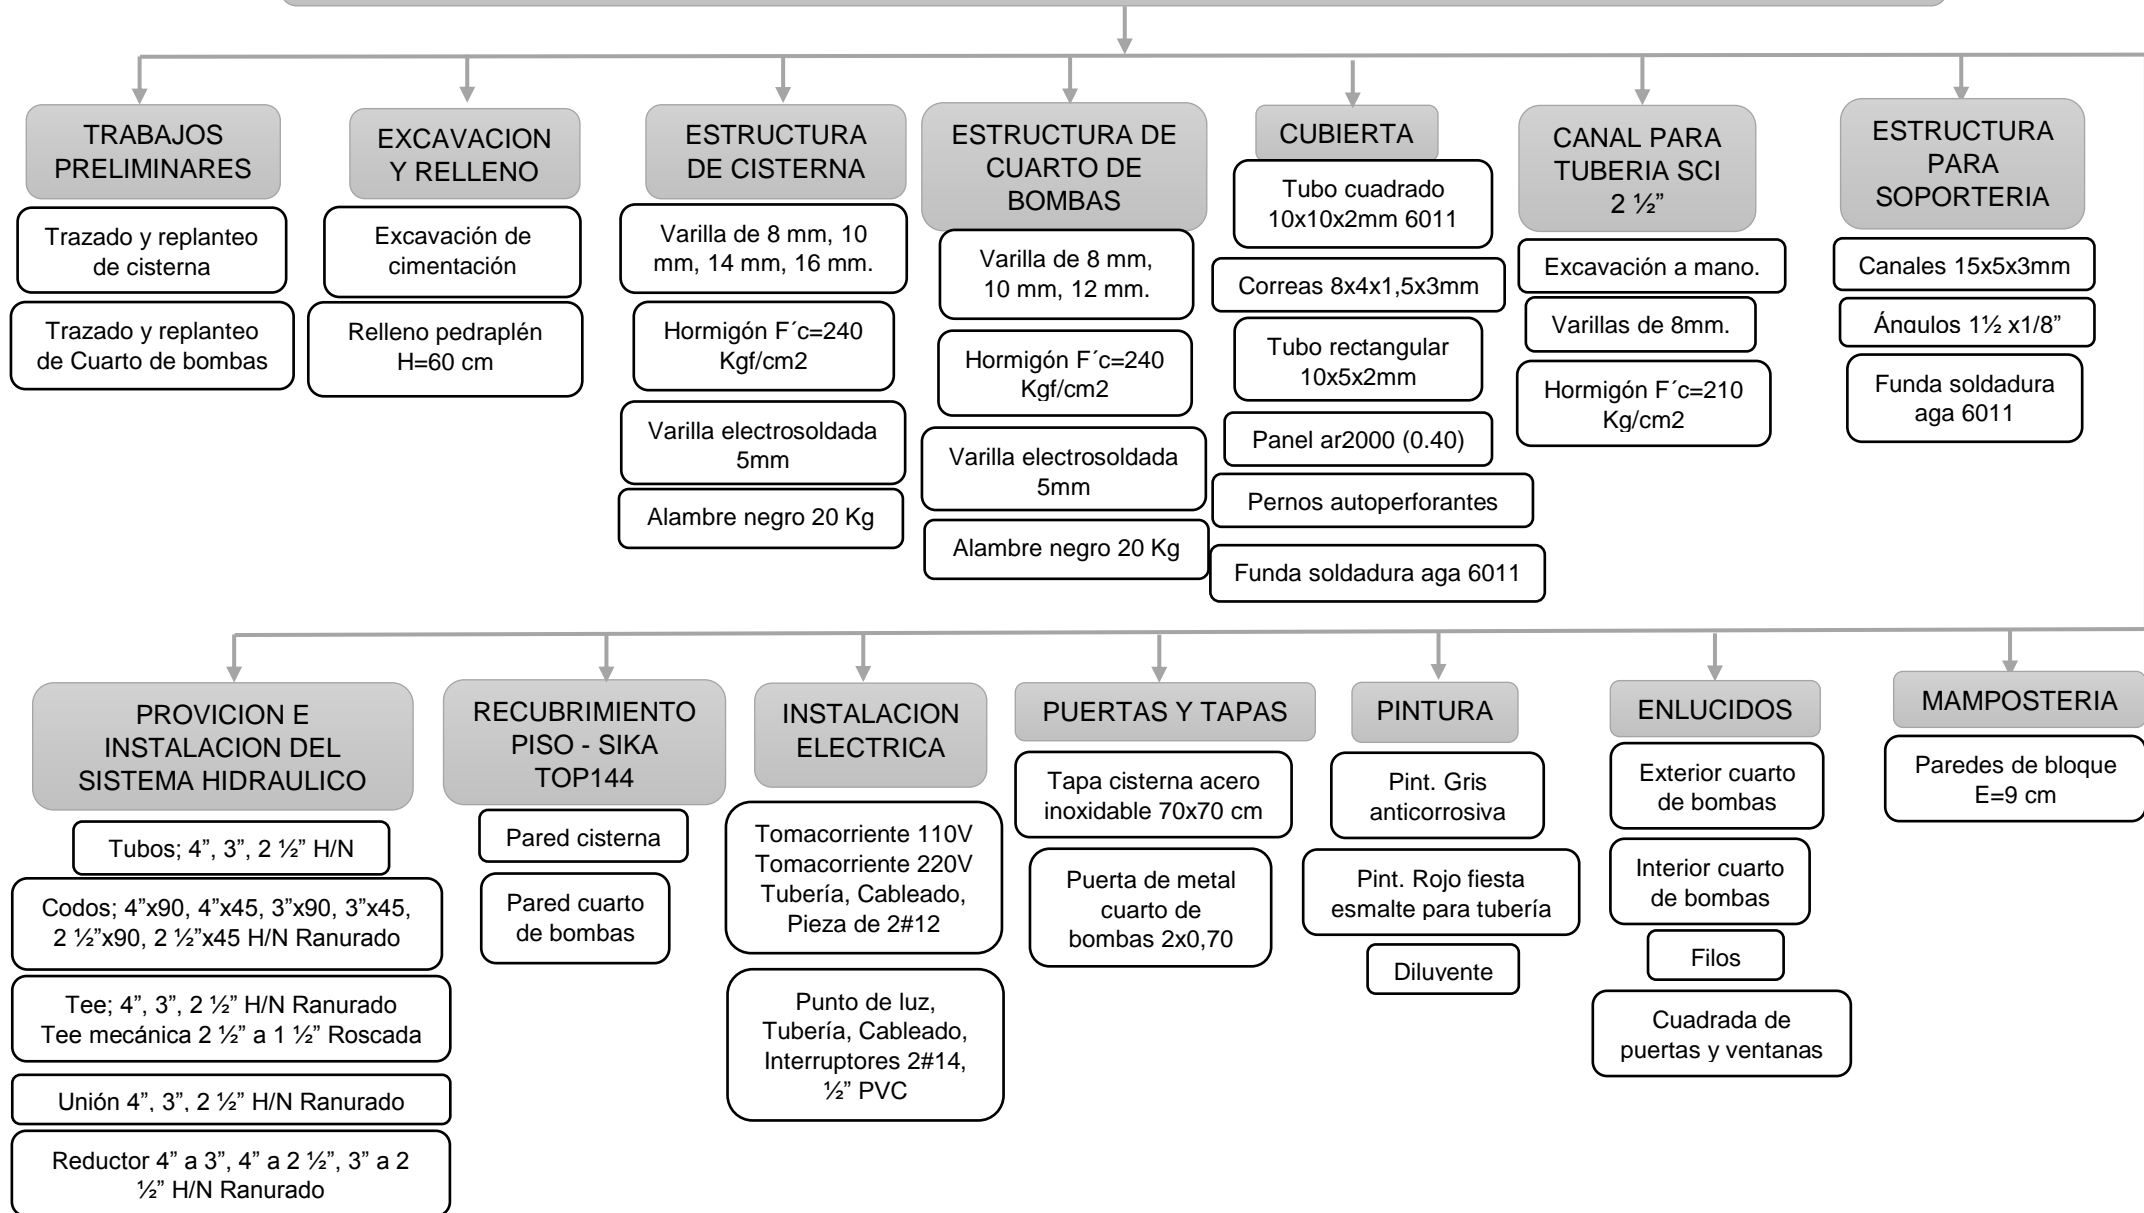 TRABAJOS
PRELIMINARES
Trazado y replanteo
de cisterna
Trazado y replanteo
de Cuarto de bombas
EXCAVACION
Y RELLENO
Excavación de
cimentación
Relleno pedraplén
H=60 cm
ESTRUCTURA
DE CISTERNA
Varilla de 8 mm, 10
mm, 14 mm, 16 mm.
Hormigón F´c=240
Kgf/cm2
Varilla electrosoldada
5mm
Alambre negro 20 Kg
ESTRUCTURA DE
CUARTO DE
BOMBAS
Varilla de 8 mm,
10 mm, 12 mm.
Hormigón F´c=240
Kgf/cm2
Varilla electrosoldada
5mm
Alambre negro 20 Kg
CUBIERTA
Tubo cuadrado
10x10x2mm 6011
Correas 8x4x1,5x3mm
Tubo rectangular
10x5x2mm
Panel ar2000 (0.40)
Pernos autoperforantes
Funda soldadura aga 6011
CANAL PARA
TUBERIA SCI
2 ½”
Excavación a mano.
Varillas de 8mm.
Hormigón F´c=210
Kg/cm2
ESTRUCTURA
PARA
SOPORTERIA
Canales 15x5x3mm
Ángulos 1½ x1/8”
Funda soldadura
aga 6011
PROVICION E
INSTALACION DEL
SISTEMA HIDRAULICO
Tubos; 4”, 3”, 2 ½” H/N
Codos; 4”x90, 4”x45, 3”x90, 3”x45,
2 ½”x90, 2 ½”x45 H/N Ranurado
Tee; 4”, 3”, 2 ½” H/N Ranurado
Tee mecánica 2 ½” a 1 ½” Roscada
Unión 4”, 3”, 2 ½” H/N Ranurado
Reductor 4” a 3”, 4” a 2 ½”, 3” a 2
½” H/N Ranurado
RECUBRIMIENTO
PISO - SIKA
TOP144
Pared cisterna
Pared cuarto
de bombas
INSTALACION
ELECTRICA
Tomacorriente 110V
Tomacorriente 220V
Tubería, Cableado,
Pieza de 2#12
Punto de luz,
Tubería, Cableado,
Interruptores 2#14,
½” PVC
PUERTAS Y TAPAS
Tapa cisterna acero
inoxidable 70x70 cm
Puerta de metal
cuarto de
bombas 2x0,70
PINTURA
Pint. Gris
anticorrosiva
Pint. Rojo fiesta
esmalte para tubería
Diluyente
ENLUCIDOS
Exterior cuarto
de bombas
Interior cuarto
de bombas
Filos
Cuadrada de
puertas y ventanas
MAMPOSTERIA
Paredes de bloque
E=9 cm